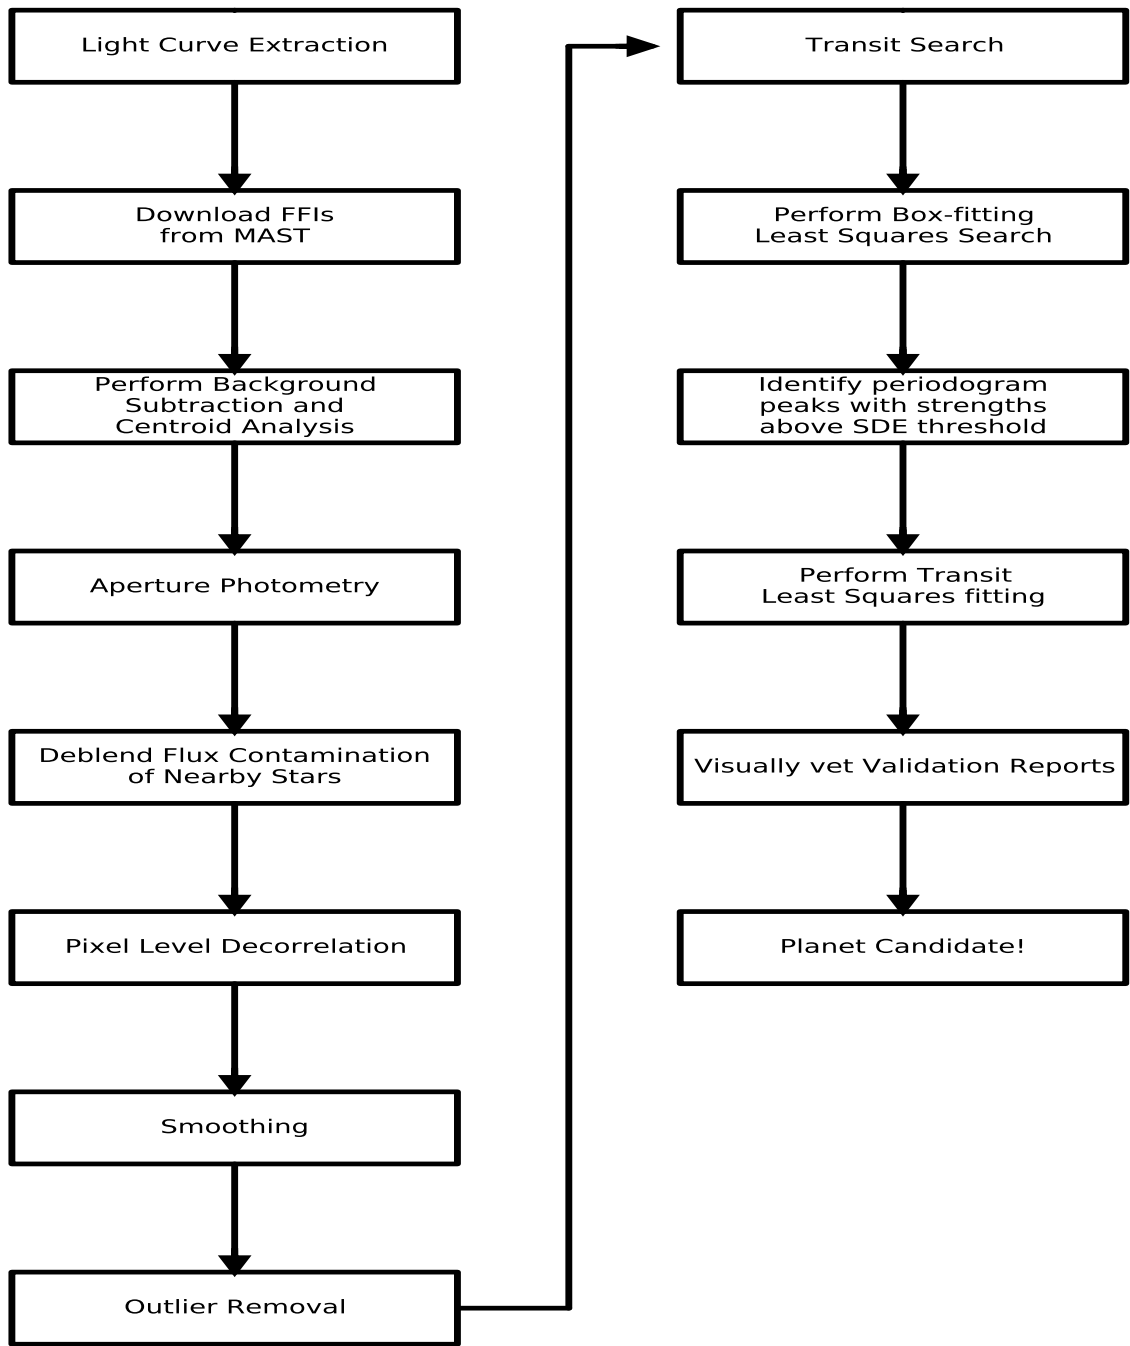 Light Curve Extraction
Download FFIs
from MAST
Perform Background
Subtraction and
Centroid Analysis
Aperture Photometry
Deblend Flux Contamination
of Nearby Stars
Pixel Level Decorrelation
Smoothing
Outlier Removal
Transit Search
Perform Box-fitting
Least Squares Search
Identify periodogram
peaks with strengths
above SDE threshold
Perform Transit
Least Squares fitting
Visually vet Validation Reports
Planet Candidate!